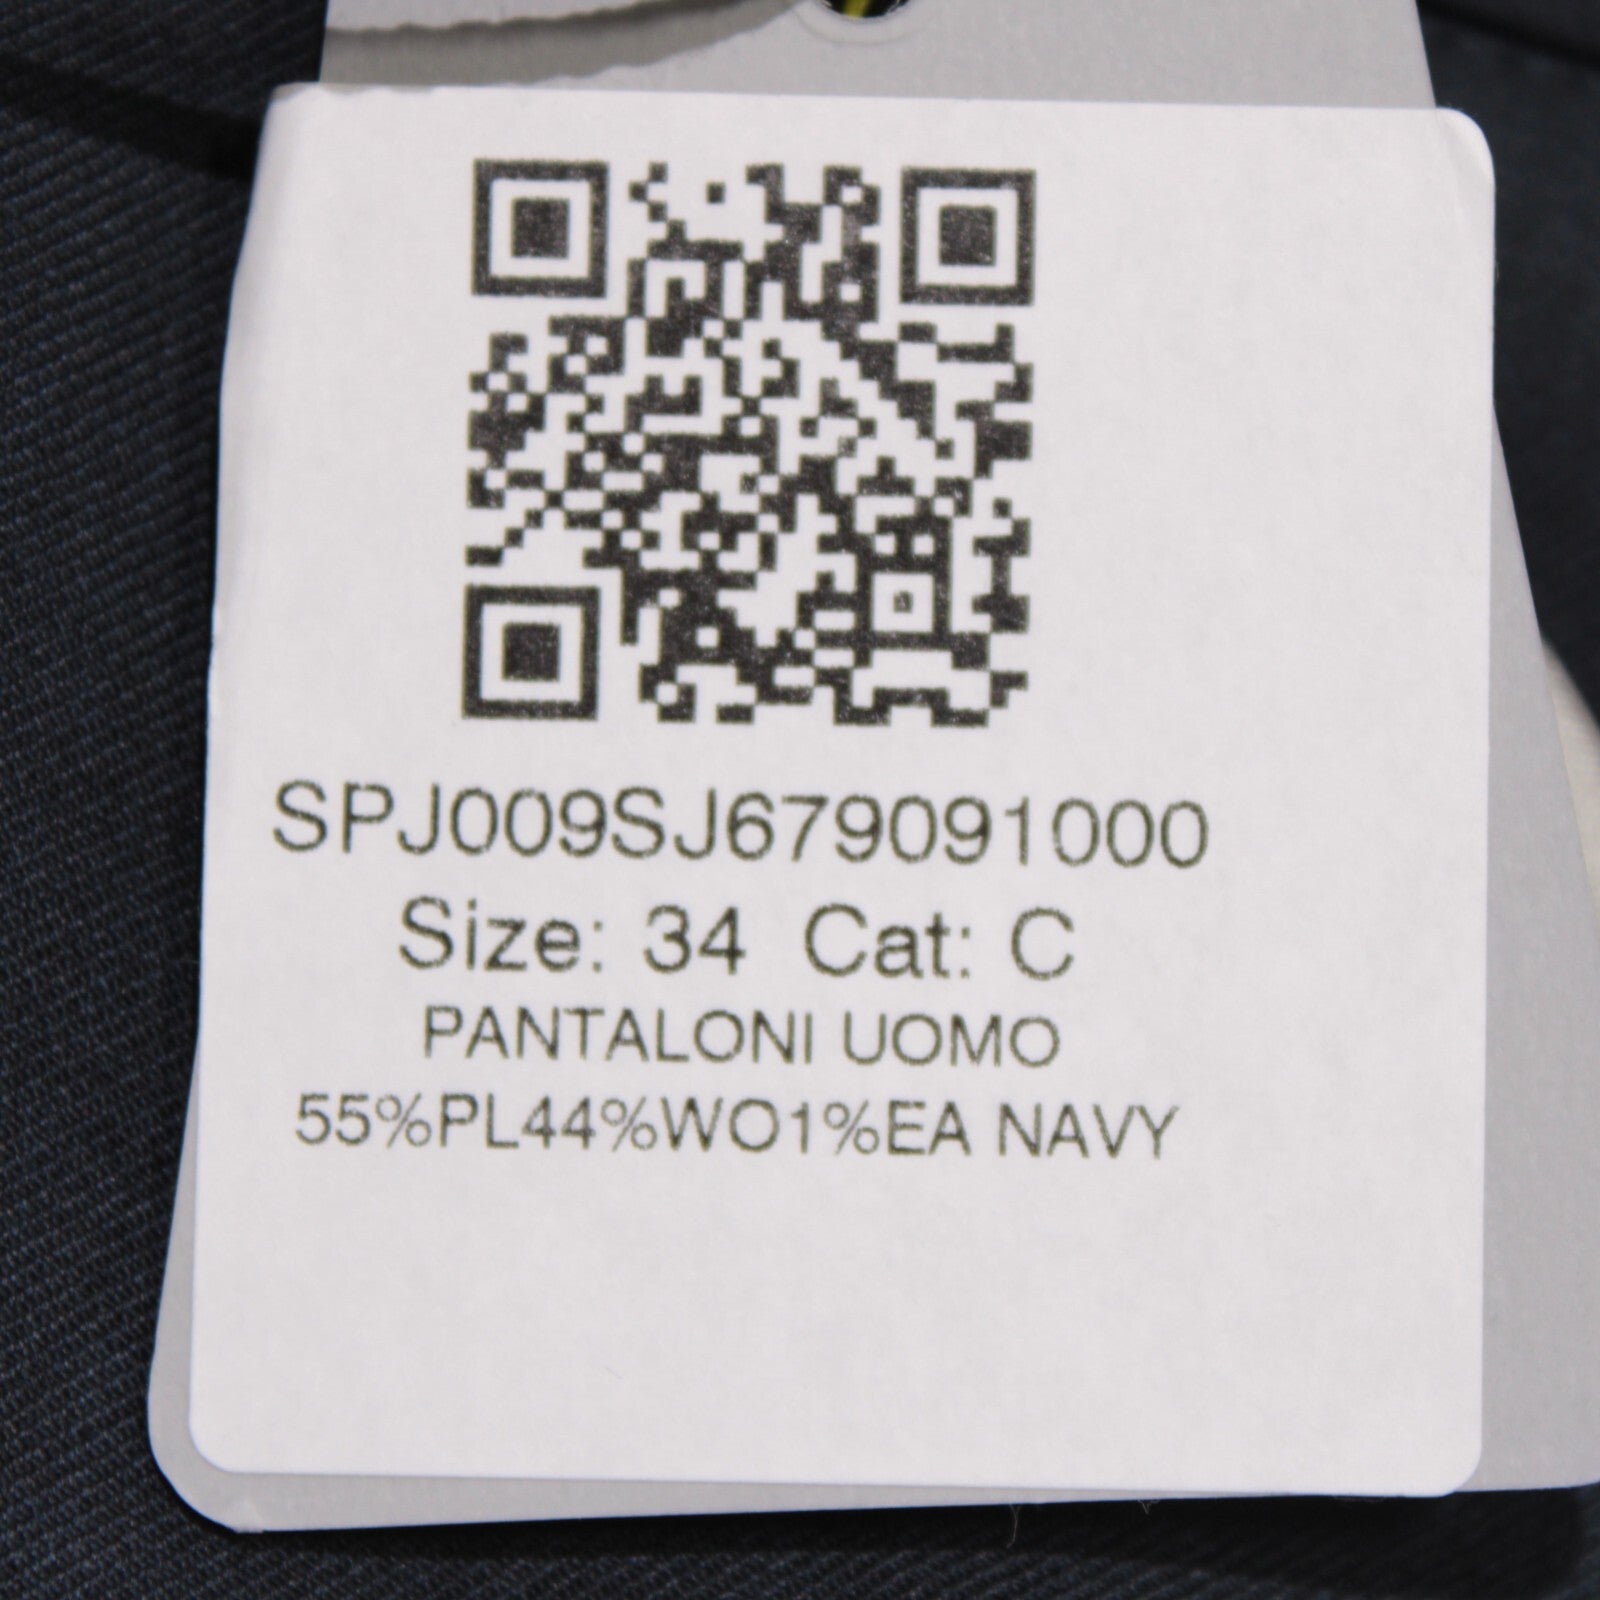 SPJ009SJ679091000
Size: 34 Cat: C
PANTALONI UOMO
55%PL44%WO1%EA NAVY